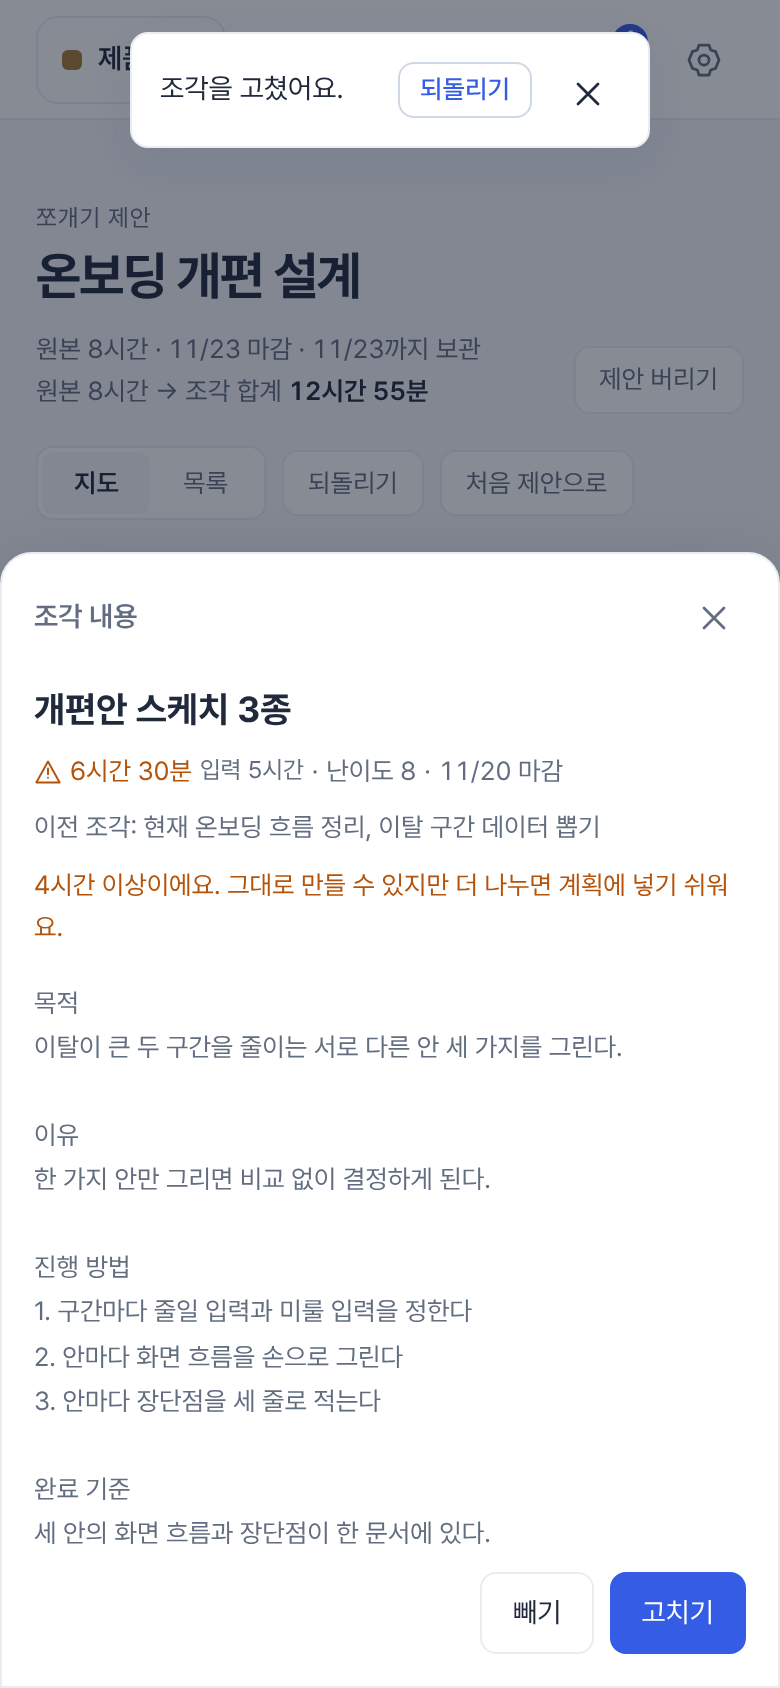 조각을 고쳤어요.
되돌리기
쪼개기 제안
온보딩 개편 설계
원본 8시간 · 11/23 마감 · 11/23까지 보관
원본 8시간 → 조각 합계 12시간 55분
제안 버리기
지도
목록
되돌리기
처음 제안으로
조각 내용
개편안 스케치 3종
6시간 30분 입력 5시간 · 난이도 8 · 11/20 마감
이전 조각: 현재 온보딩 흐름 정리, 이탈 구간 데이터 뽑기
4시간 이상이에요. 그대로 만들 수 있지만 더 나누면 계획에 넣기 쉬워
요.
목적
이탈이 큰 두 구간을 줄이는 서로 다른 안 세 가지를 그린다.
이유
한 가지 안만 그리면 비교 없이 결정하게 된다.
진행 방법
1. 구간마다 줄일 입력과 미룰 입력을 정한다
2. 안마다 화면 흐름을 손으로 그린다
3. 안마다 장단점을 세 줄로 적는다
완료 기준
세 안의 화면 흐름과 장단점이 한 문서에 있다.
빼기
고치기